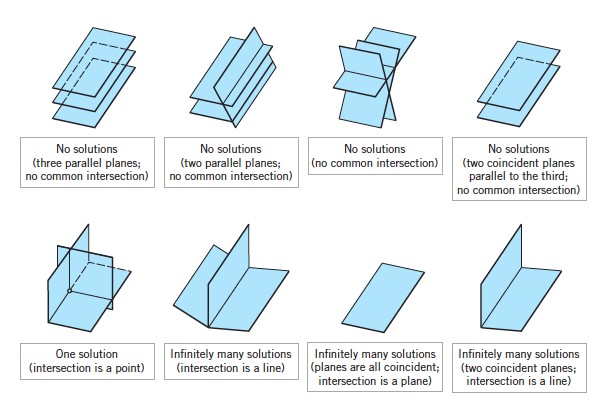 No solutions
(three parallel planes;
no common intersection)
No solutions
(two parallel planes;
no common intersection)
No solutions
(no common intersection)
No solutions
(two coincident planes
parallel to the third;
no common intersection)
One solution
(intersection is a point)
Infinitely many solutions
(intersection is a line)
Infinitely many solutions
(planes are all coincident;
intersection is a plane)
Infinitely many solutions
(two coincident planes;
intersection is a line)